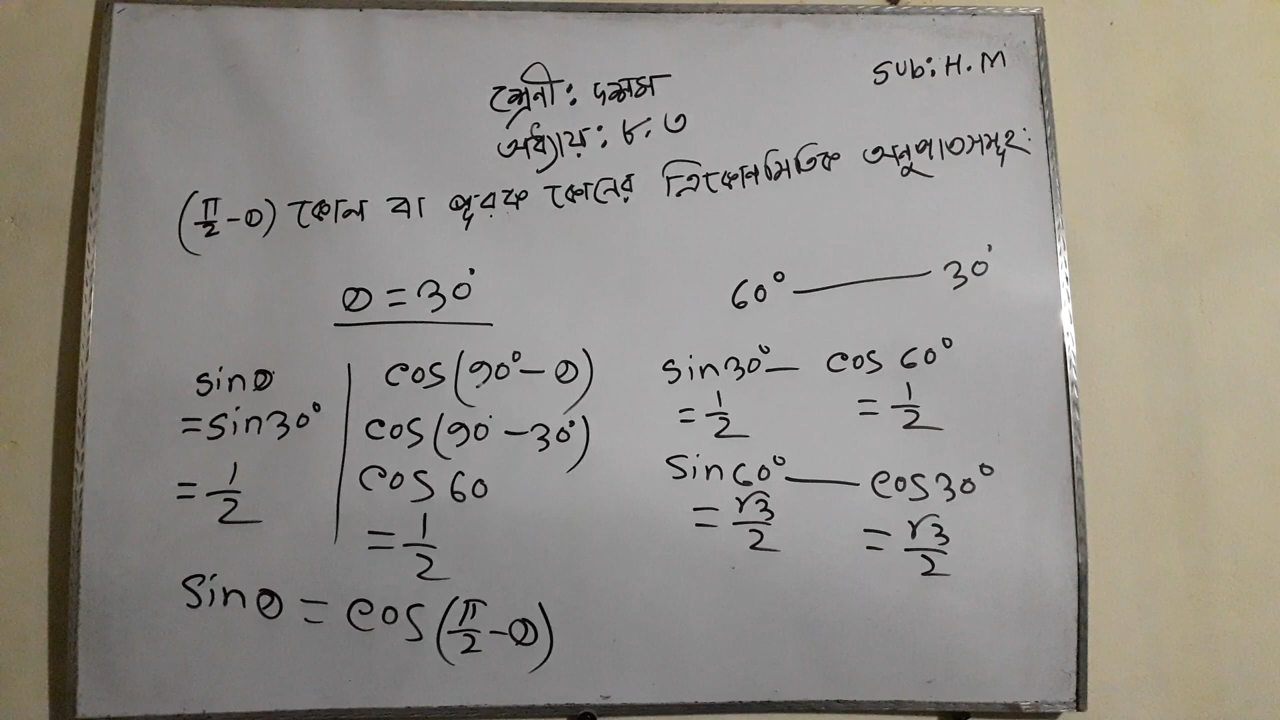 Sub: H.M
শ্রেনী: দশম
অধ্যায়: ৮.৩
(π/2 - θ) কোন বা পূরক কোনের ত্রিকোনমিতিক অনুপাতসমূহ:
θ = 30°
sinθ
= sin30°
= 1/2
cos(90° - θ)
cos(90° - 30°)
cos 60
= 1/2
sinθ = cos(π/2 - θ)
60° — 30°
sin30° — cos 60°
= 1/2 = 1/2
sin60° — cos30°
= √3/2 = √3/2